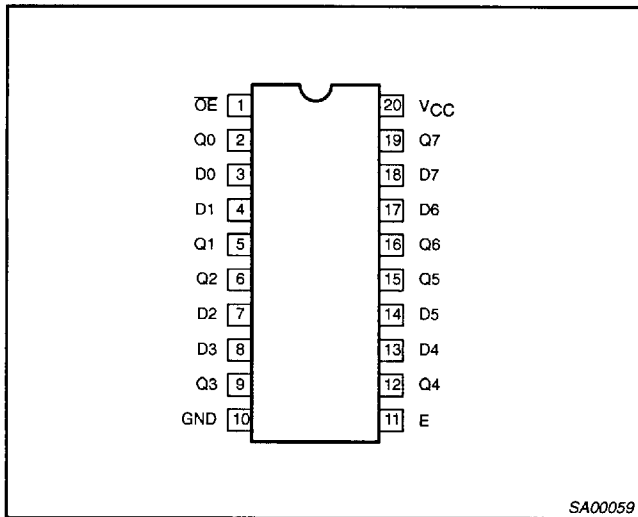 O̅E̅ 1 20 VCC
Q0 2 19 Q7
D0 3 18 D7
D1 4 17 D6
Q1 5 16 Q6
Q2 6 15 Q5
D2 7 14 D5
D3 8 13 D4
Q3 9 12 Q4
GND 10 11 E
SA00059